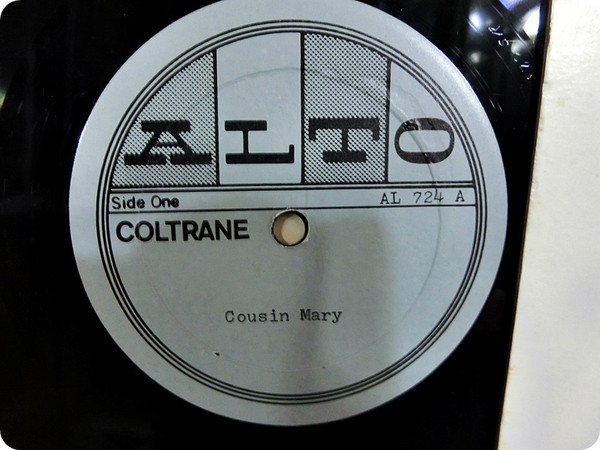 ALTO
Side One AL 724 A
COLTRANE
Cousin Mary